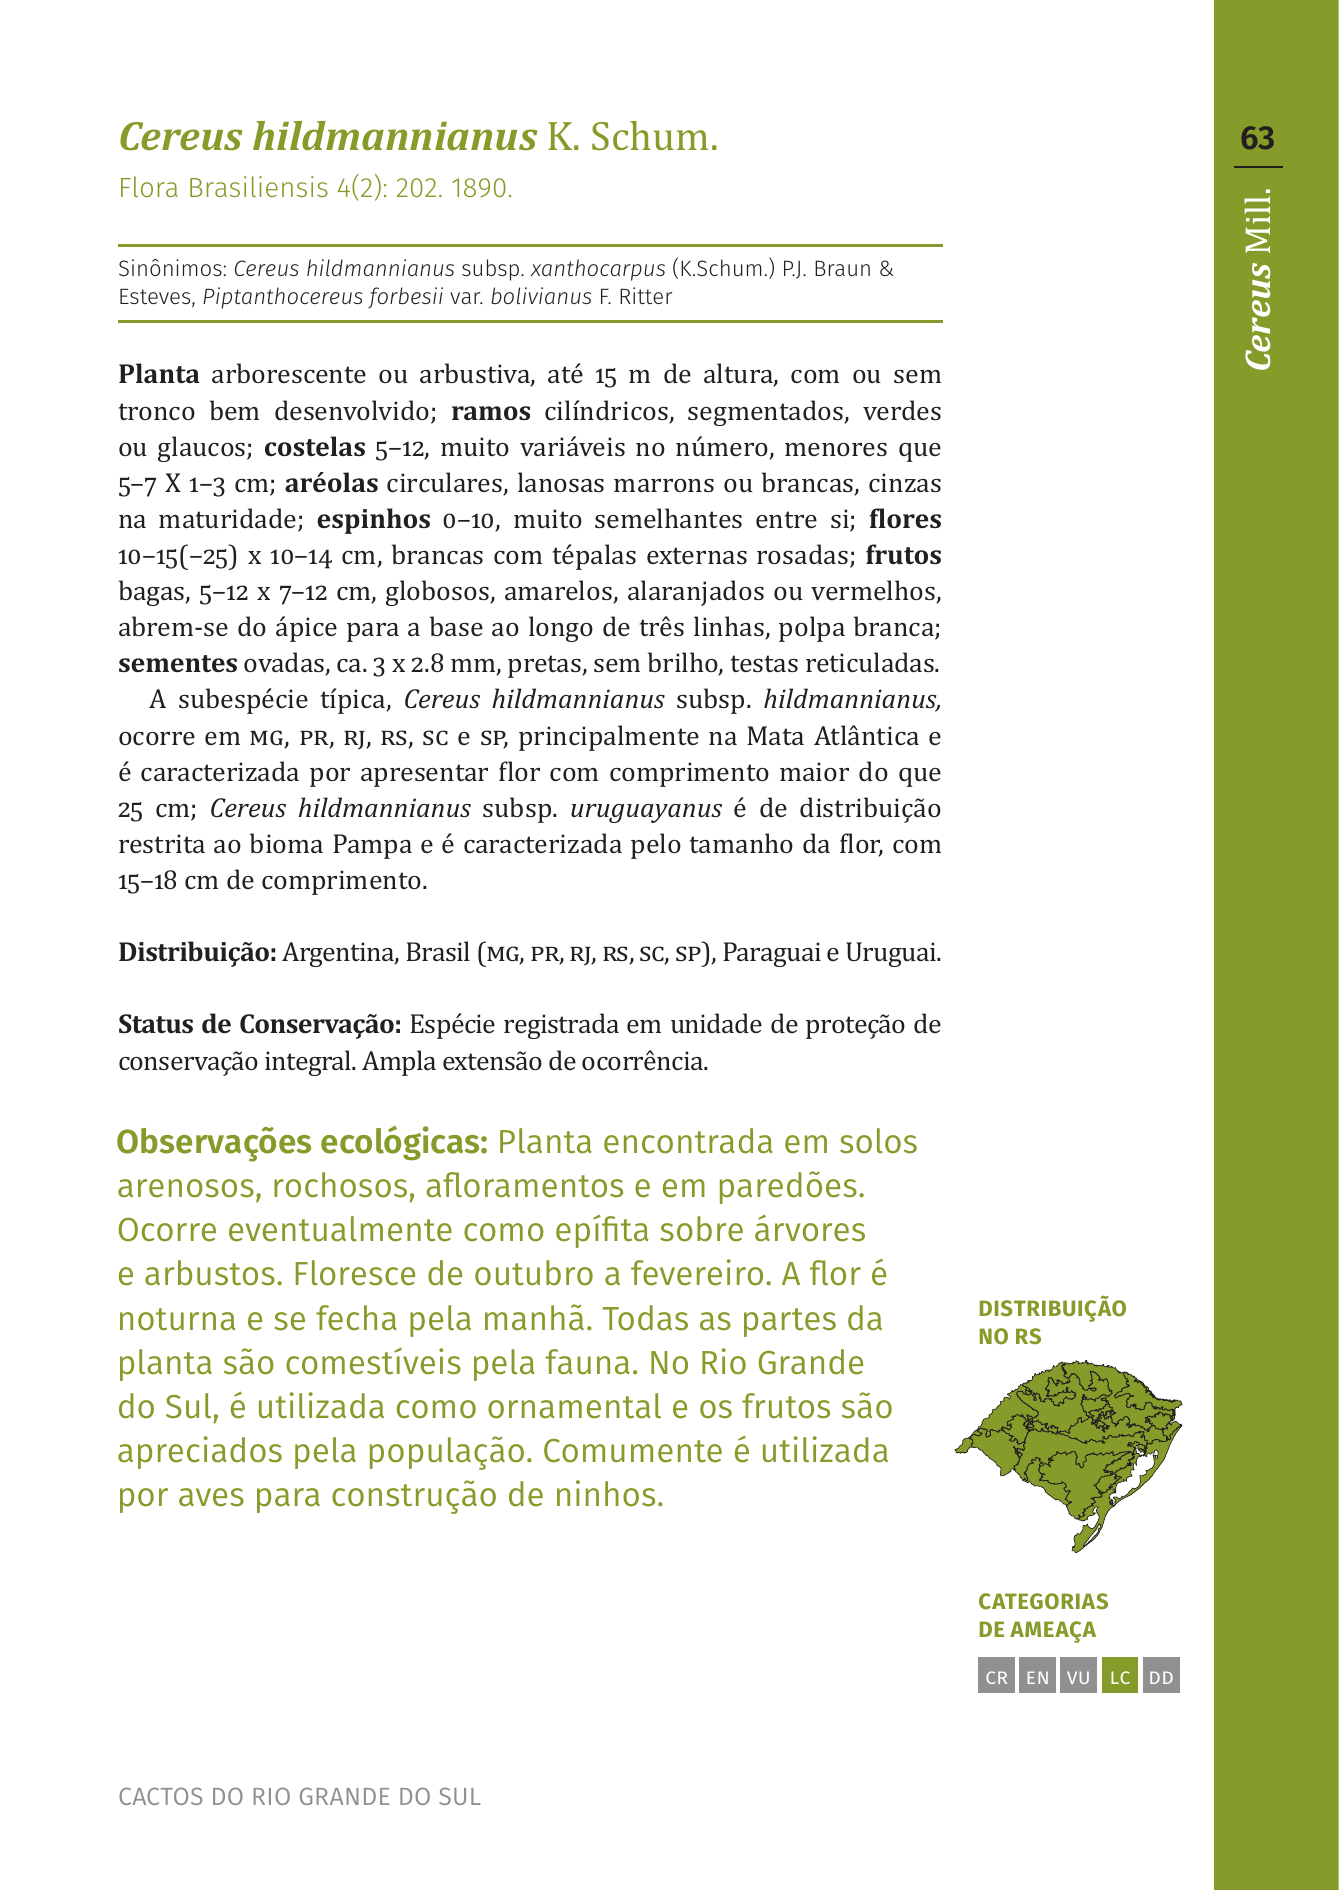 Cereus hildmannianus K. Schum.
Flora Brasiliensis 4(2): 202. 1890.
Sinônimos: Cereus hildmannianus subsp. xanthocarpus (K.Schum.) P.J. Braun &
Esteves, Piptanthocereus forbesii var. bolivianus F. Ritter
Planta arborescente ou arbustiva, até 15 m de altura, com ou sem
tronco bem desenvolvido; ramos cilíndricos, segmentados, verdes
ou glaucos; costelas 5–12, muito variáveis no número, menores que
5–7 X 1–3 cm; aréolas circulares, lanosas marrons ou brancas, cinzas
na maturidade; espinhos 0–10, muito semelhantes entre si; flores
10–15(–25) x 10–14 cm, brancas com tépalas externas rosadas; frutos
bagas, 5–12 x 7–12 cm, globosos, amarelos, alaranjados ou vermelhos,
abrem-se do ápice para a base ao longo de três linhas, polpa branca;
sementes ovadas, ca. 3 x 2.8 mm, pretas, sem brilho, testas reticuladas.
A subespécie típica, Cereus hildmannianus subsp. hildmannianus,
ocorre em MG, PR, RJ, RS, SC e SP, principalmente na Mata Atlântica e
é caracterizada por apresentar flor com comprimento maior do que
25 cm; Cereus hildmannianus subsp. uruguayanus é de distribuição
restrita ao bioma Pampa e é caracterizada pelo tamanho da flor, com
15–18 cm de comprimento.
Distribuição: Argentina, Brasil (MG, PR, RJ, RS, SC, SP), Paraguai e Uruguai.
Status de Conservação: Espécie registrada em unidade de proteção de
conservação integral. Ampla extensão de ocorrência.
Observações ecológicas: Planta encontrada em solos
arenosos, rochosos, afloramentos e em paredões.
Ocorre eventualmente como epífita sobre árvores
e arbustos. Floresce de outubro a fevereiro. A flor é
noturna e se fecha pela manhã. Todas as partes da
planta são comestíveis pela fauna. No Rio Grande
do Sul, é utilizada como ornamental e os frutos são
apreciados pela população. Comumente é utilizada
por aves para construção de ninhos.
DISTRIBUIÇÃO
NO RS
CATEGORIAS
DE AMEAÇA
CR EN VU LC DD
CACTOS DO RIO GRANDE DO SUL
63
Cereus Mill.